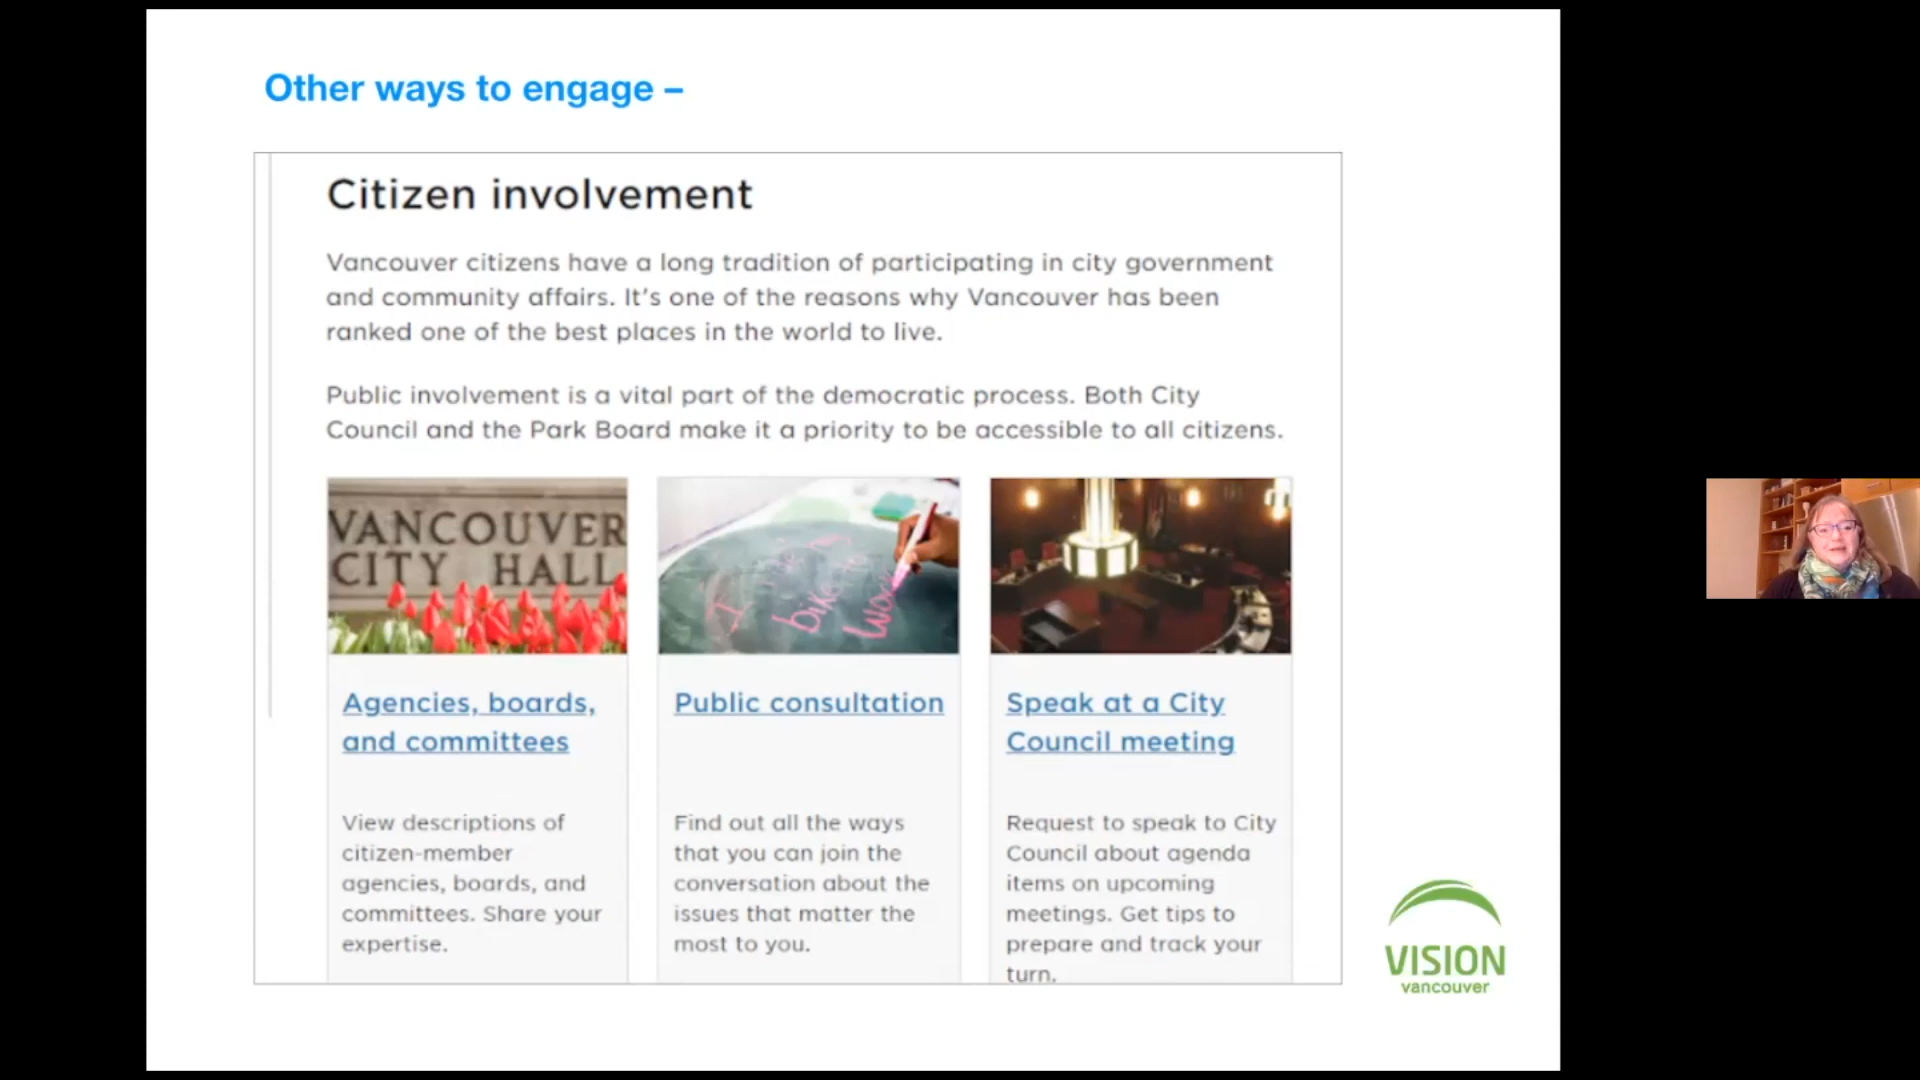 Other ways to engage –
Citizen involvement
Vancouver citizens have a long tradition of participating in city government
and community affairs. It's one of the reasons why Vancouver has been
ranked one of the best places in the world to live.
Public involvement is a vital part of the democratic process. Both City
Council and the Park Board make it a priority to be accessible to all citizens.
VANCOUVER
CITY HALL
I
bike to
work
Agencies, boards,
and committees
View descriptions of
citizen-member
agencies, boards, and
committees. Share your
expertise.
Public consultation
Find out all the ways
that you can join the
conversation about the
issues that matter the
most to you.
Speak at a City
Council meeting
Request to speak to City
Council about agenda
items on upcoming
meetings. Get tips to
prepare and track your
turn.
VISION
vancouver